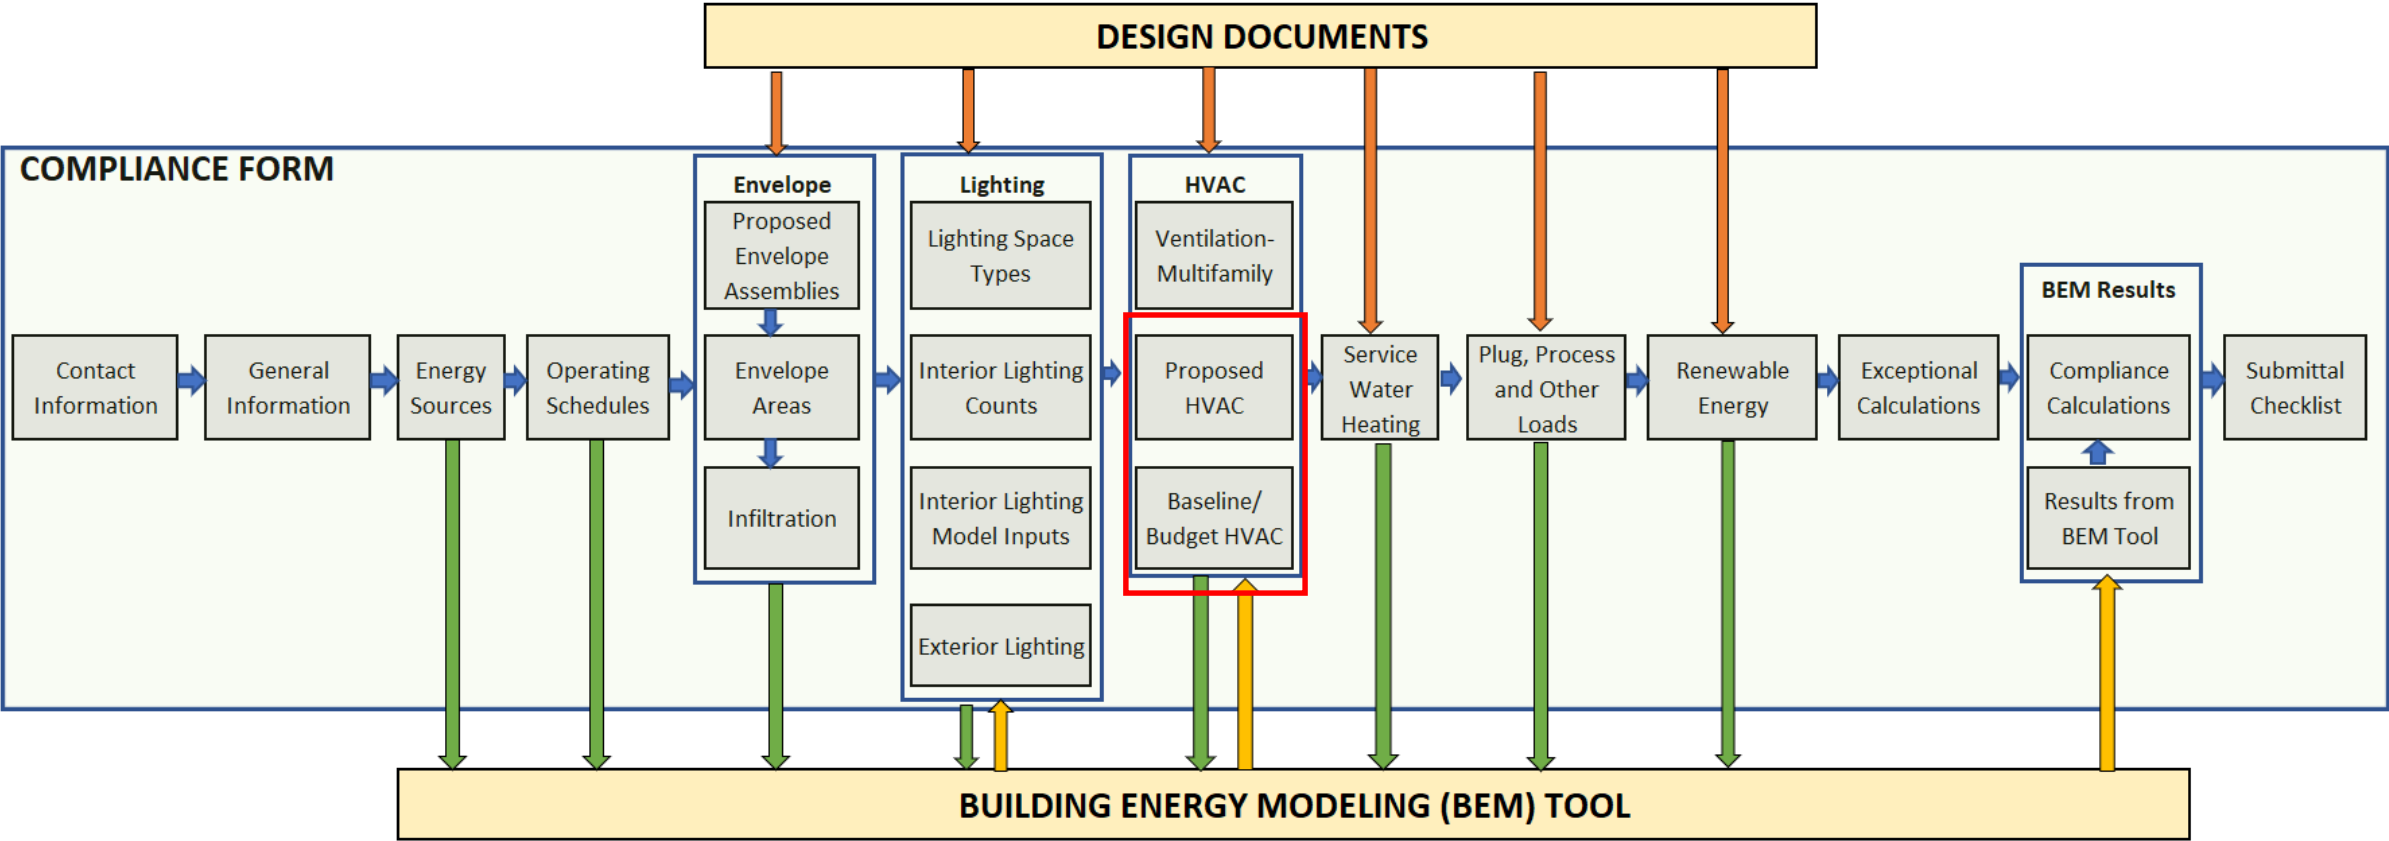 DESIGN DOCUMENTS
COMPLIANCE FORM
Contact
Information
General
Information
Energy
Sources
Operating
Schedules
Envelope
Proposed
Envelope
Assemblies
Envelope
Areas
Infiltration
Lighting
Lighting Space
Types
Interior Lighting
Counts
Interior Lighting
Model Inputs
Exterior Lighting
HVAC
Ventilation-
Multifamily
Proposed
HVAC
Baseline/
Budget HVAC
Service
Water
Heating
Plug, Process
and Other
Loads
Renewable
Energy
Exceptional
Calculations
BEM Results
Compliance
Calculations
Results from
BEM Tool
Submittal
Checklist
BUILDING ENERGY MODELING (BEM) TOOL